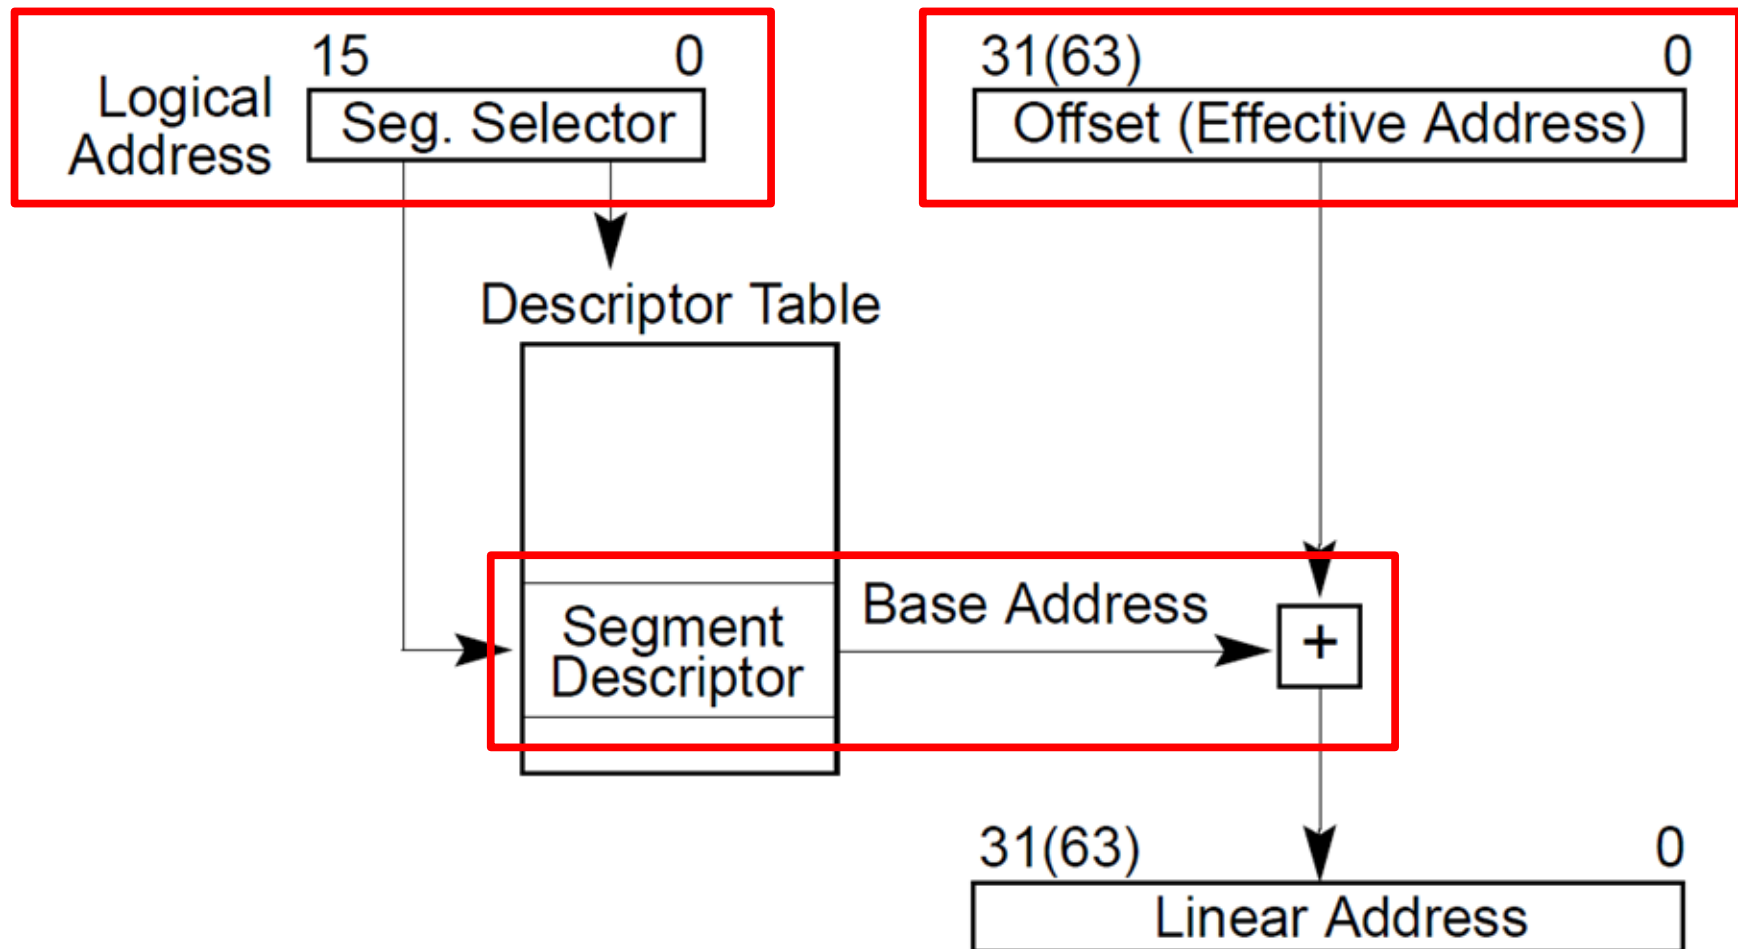 15 0
31(63) 0
Logical
Address
Seg. Selector
Offset (Effective Address)
Descriptor Table
Segment
Descriptor
Base Address
+
31(63) 0
Linear Address